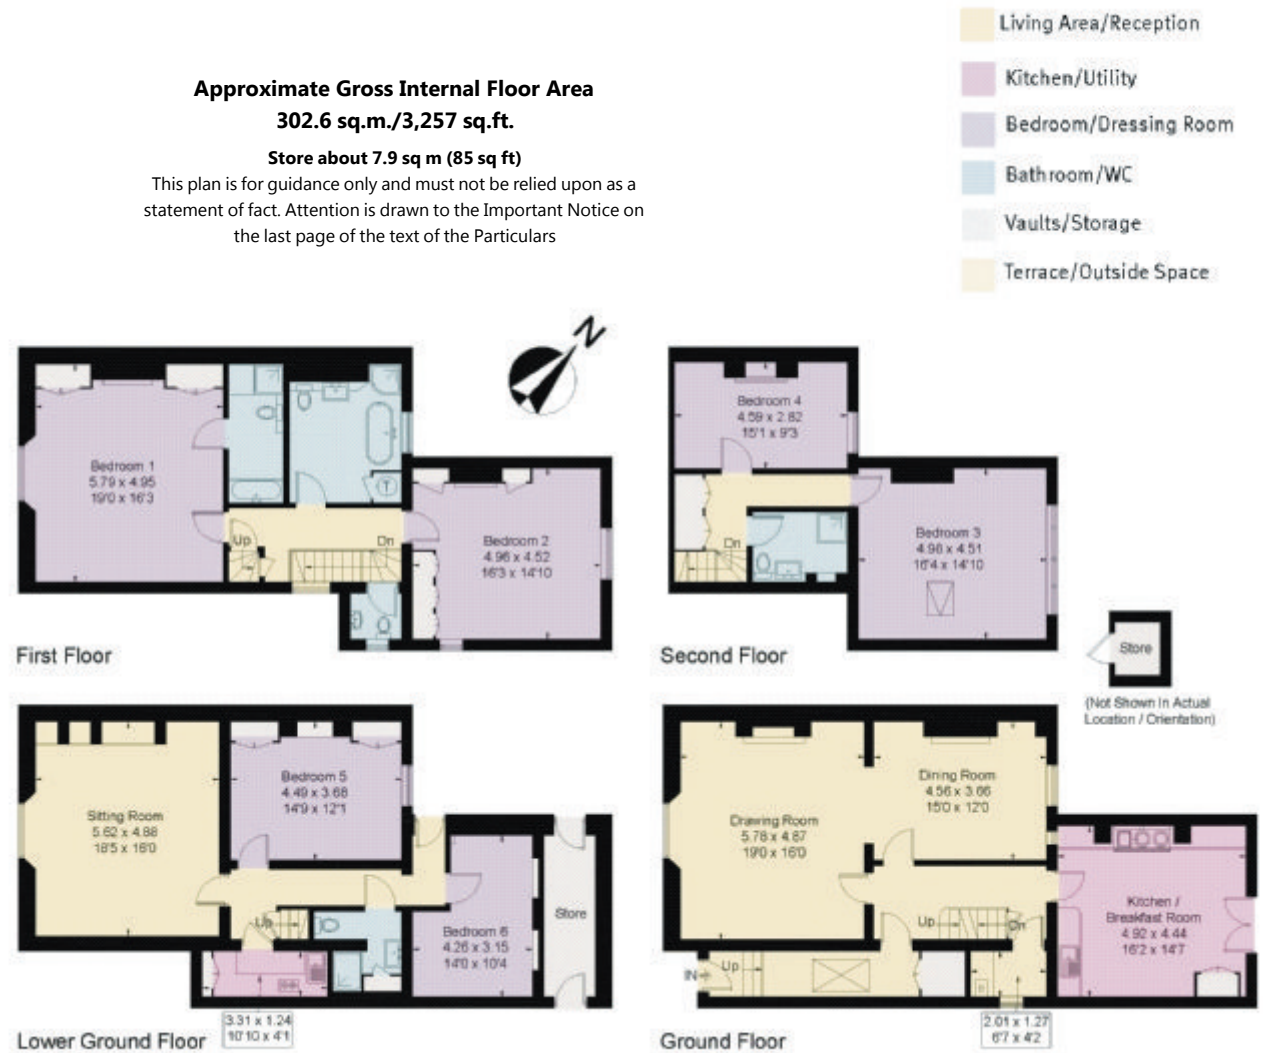 Living Area/Reception
Kitchen/Utility
Bedroom/Dressing Room
Bathroom/WC
Vaults/Storage
Terrace/Outside Space
Approximate Gross Internal Floor Area
302.6 sq.m./3,257 sq.ft.
Store about 7.9 sq m (85 sq ft)
This plan is for guidance only and must not be relied upon as a
statement of fact. Attention is drawn to the Important Notice on
the last page of the text of the Particulars
N
Bedroom 1
5.79 x 4.95
19'0 x 16'3
Up
Dn
T
Bedroom 2
4.96 x 4.52
16'3 x 14'10
First Floor
Bedroom 4
4.59 x 2.82
15'1 x 9'3
Dn
Bedroom 3
4.98 x 4.51
16'4 x 14'10
Second Floor
Store
(Not Shown In Actual
Location / Orientation)
Sitting Room
5.62 x 4.88
18'5 x 16'0
Bedroom 5
4.49 x 3.68
14'9 x 12'1
Up
Bedroom 6
4.26 x 3.15
14'0 x 10'4
Store
3.31 x 1.24
10'10 x 4'1
Lower Ground Floor
Drawing Room
5.78 x 4.87
19'0 x 16'0
Dining Room
4.56 x 3.66
15'0 x 12'0
Kitchen /
Breakfast Room
4.92 x 4.44
16'2 x 14'7
Up
Dn
IN
Up
2.01 x 1.27
6'7 x 4'2
Ground Floor